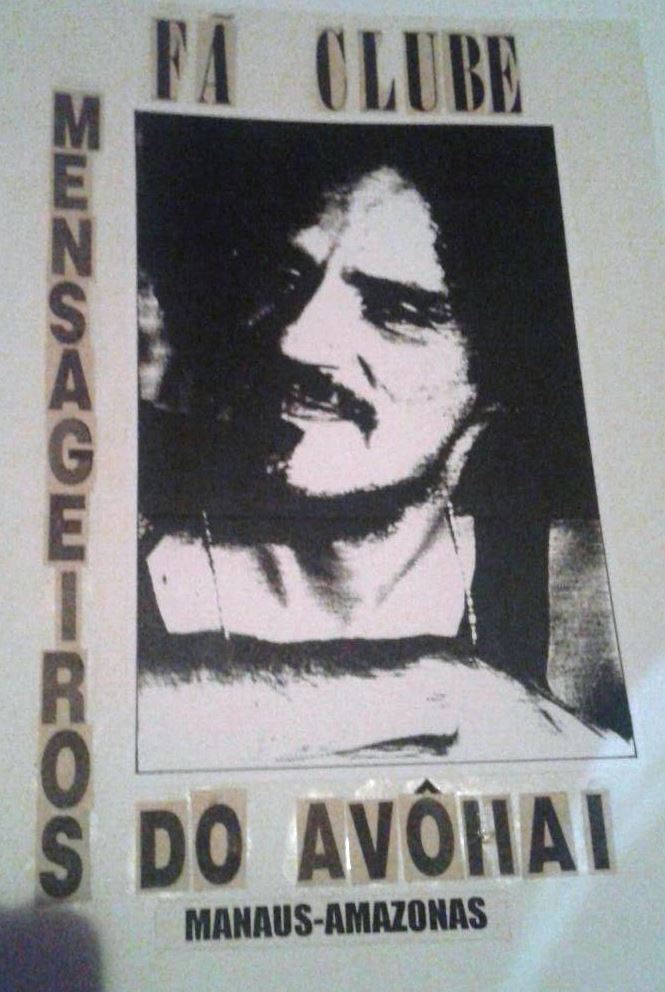 FÃ CLUBE
MENSAGEIROS
DO AVÔHAI
MANAUS-AMAZONAS